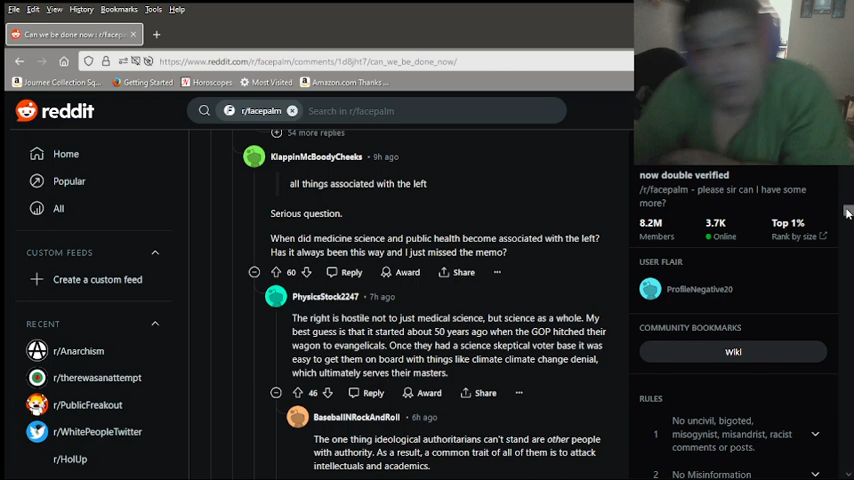 File Edit View History Bookmarks Tools Help
Can we be done now : r/facepalm
https://www.reddit.com/r/facepalm/comments/1d8jht7/can_we_be_done_now/
Journee Collection Sq... Getting Started Horoscopes Most Visited Amazon.com Thanks ...
reddit
r/facepalm Search in r/facepalm
54 more replies
Home
Popular
All
CUSTOM FEEDS
Create a custom feed
RECENT
r/Anarchism
r/therewasanattempt
r/PublicFreakout
r/WhitePeopleTwitter
r/HolUp
KlappinMcBoodyCheeks • 9h ago
all things associated with the left
Serious question.
When did medicine science and public health become associated with the left?
Has it always been this way and I just missed the memo?
60 Reply Award Share ...
PhysicsStock2247 • 7h ago
The right is hostile not to just medical science, but science as a whole. My
best guess is that it started about 50 years ago when the GOP hitched their
wagon to evangelicals. Once they had a science skeptical voter base it was
easy to get them on board with things like climate climate change denial,
which ultimately serves their masters.
46 Reply Award Share ...
BaseballNRockAndRoll • 6h ago
The one thing ideological authoritarians can't stand are other people
with authority. As a result, a common trait of all of them is to attack
intellectuals and academics.
now double verified
/r/facepalm - please sir can I have some
more?
8.2M 3.7K Top 1%
Members Online Rank by size
USER FLAIR
ProfileNegative20
COMMUNITY BOOKMARKS
Wiki
RULES
1 No uncivil, bigoted,
misogynist, misandrist, racist
comments or posts.
2 No Misinformation